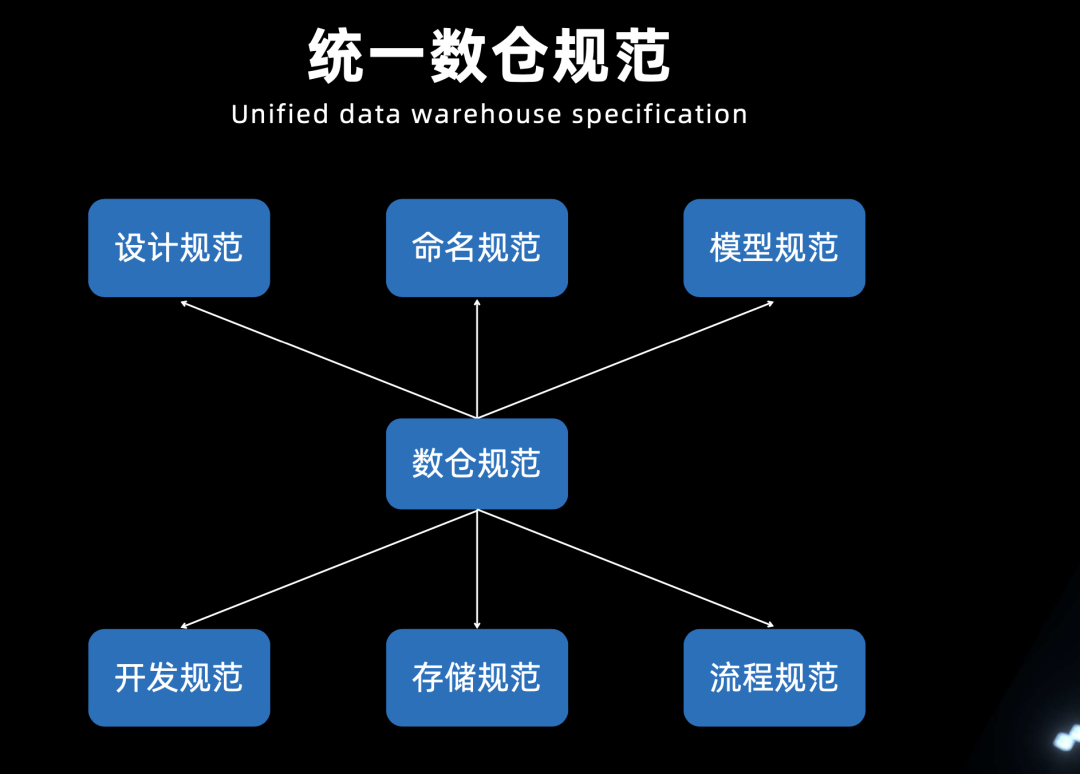 统一数仓规范
Unified data warehouse specification
设计规范
命名规范
模型规范
数仓规范
开发规范
存储规范
流程规范